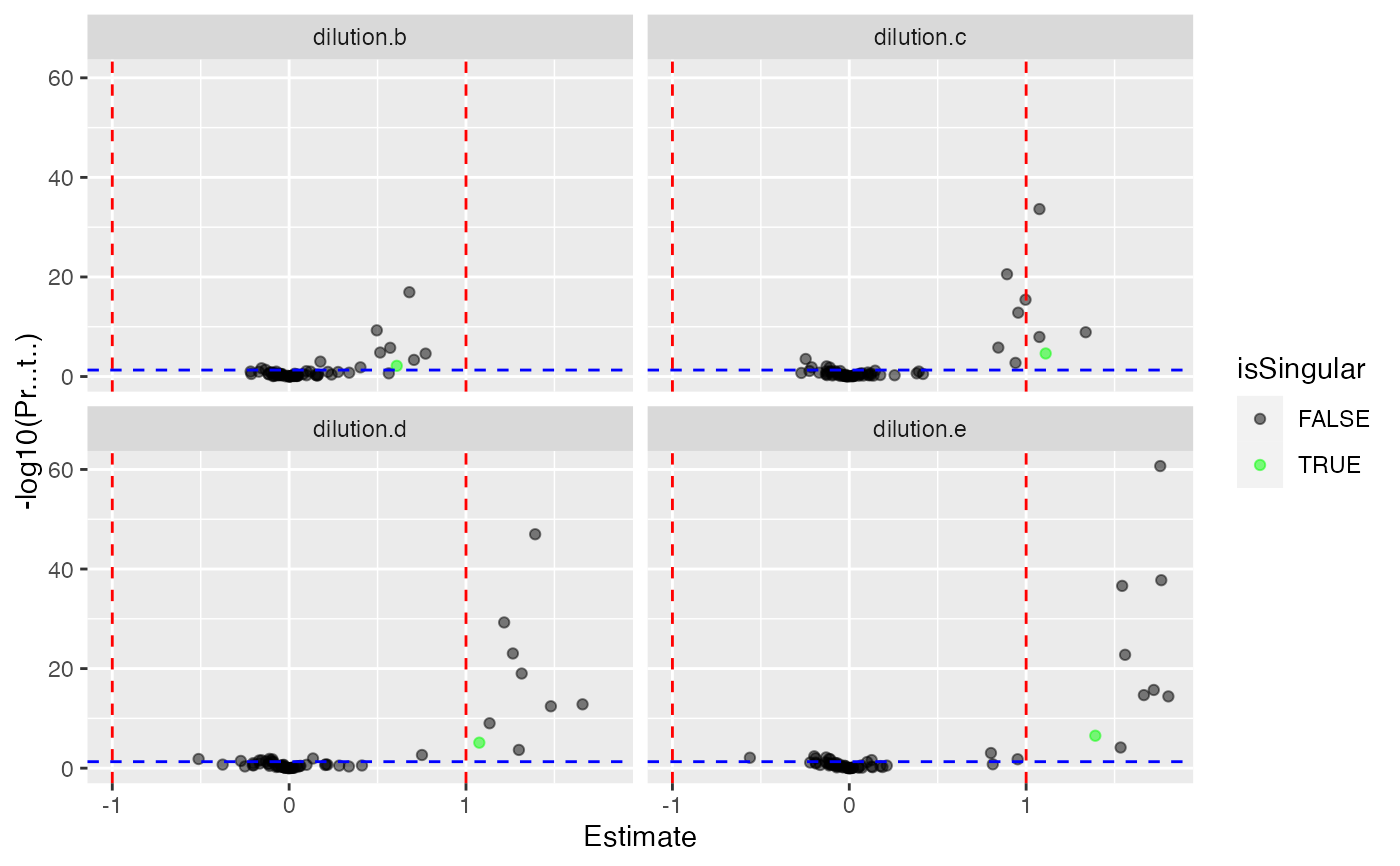 dilution.b
dilution.c
60
40
20
0
dilution.d
dilution.e
60
40
20
0
-1
0
1
-1
0
1
Estimate
-log10(Pr...t..)
isSingular
FALSE
TRUE